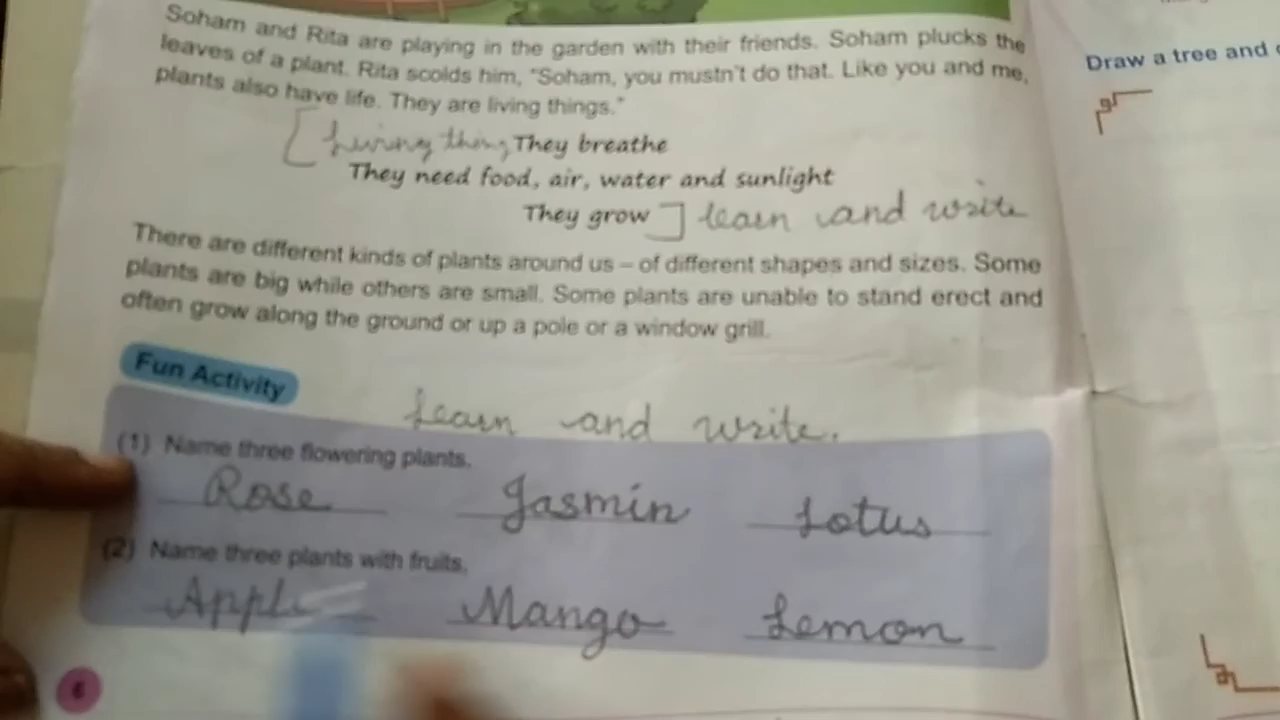 Soham and Rita are playing in the garden with their friends. Soham plucks the
leaves of a plant. Rita scolds him, "Soham, you mustn't do that. Like you and me,
plants also have life. They are living things."
[ Living thing They breathe
They need food, air, water and sunlight
They grow ] learn and write
There are different kinds of plants around us – of different shapes and sizes. Some
plants are big while others are small. Some plants are unable to stand erect and
often grow along the ground or up a pole or a window grill.
Fun Activity
Learn and write.
(1) Name three flowering plants.
Rose Jasmin Lotus
(2) Name three plants with fruits.
Mango Lemon
6
Draw a tree and